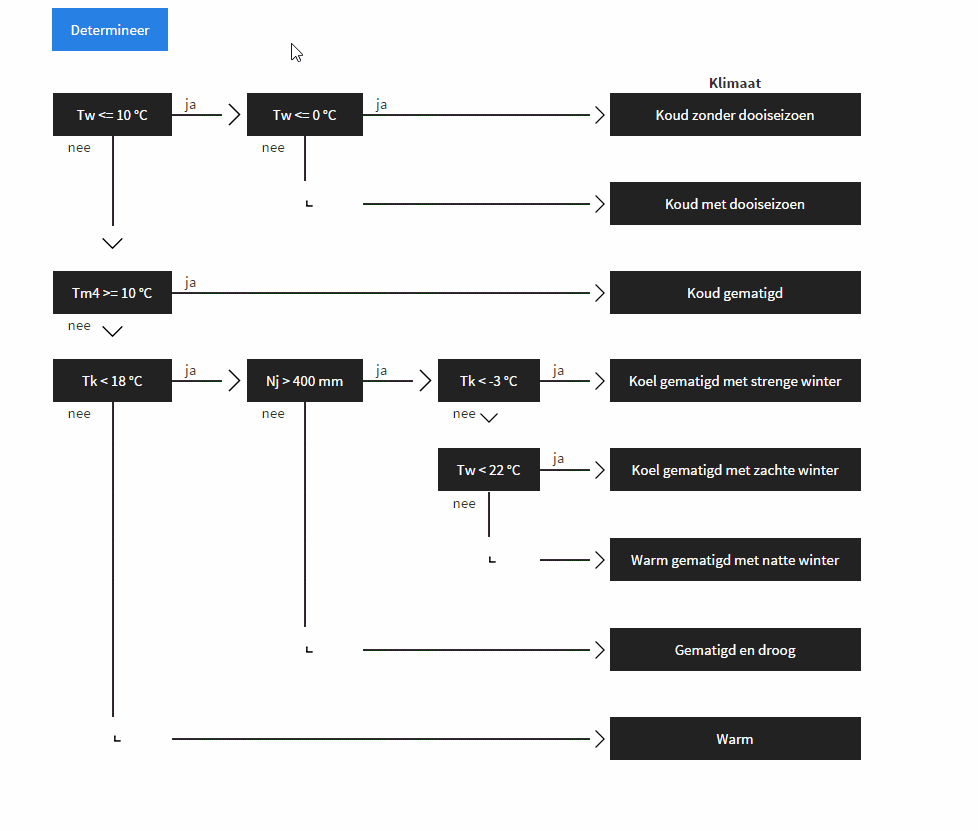 Determineer
Klimaat
Tw <= 10 °C
ja
Tw <= 0 °C
ja
Koud zonder dooiseizoen
nee
nee
Koud met dooiseizoen
Tm4 >= 10 °C
ja
Koud gematigd
nee
Tk < 18 °C
ja
Nj > 400 mm
ja
Tk < -3 °C
ja
Koel gematigd met strenge winter
nee
nee
nee
Tw < 22 °C
ja
Koel gematigd met zachte winter
nee
Warm gematigd met natte winter
Gematigd en droog
Warm